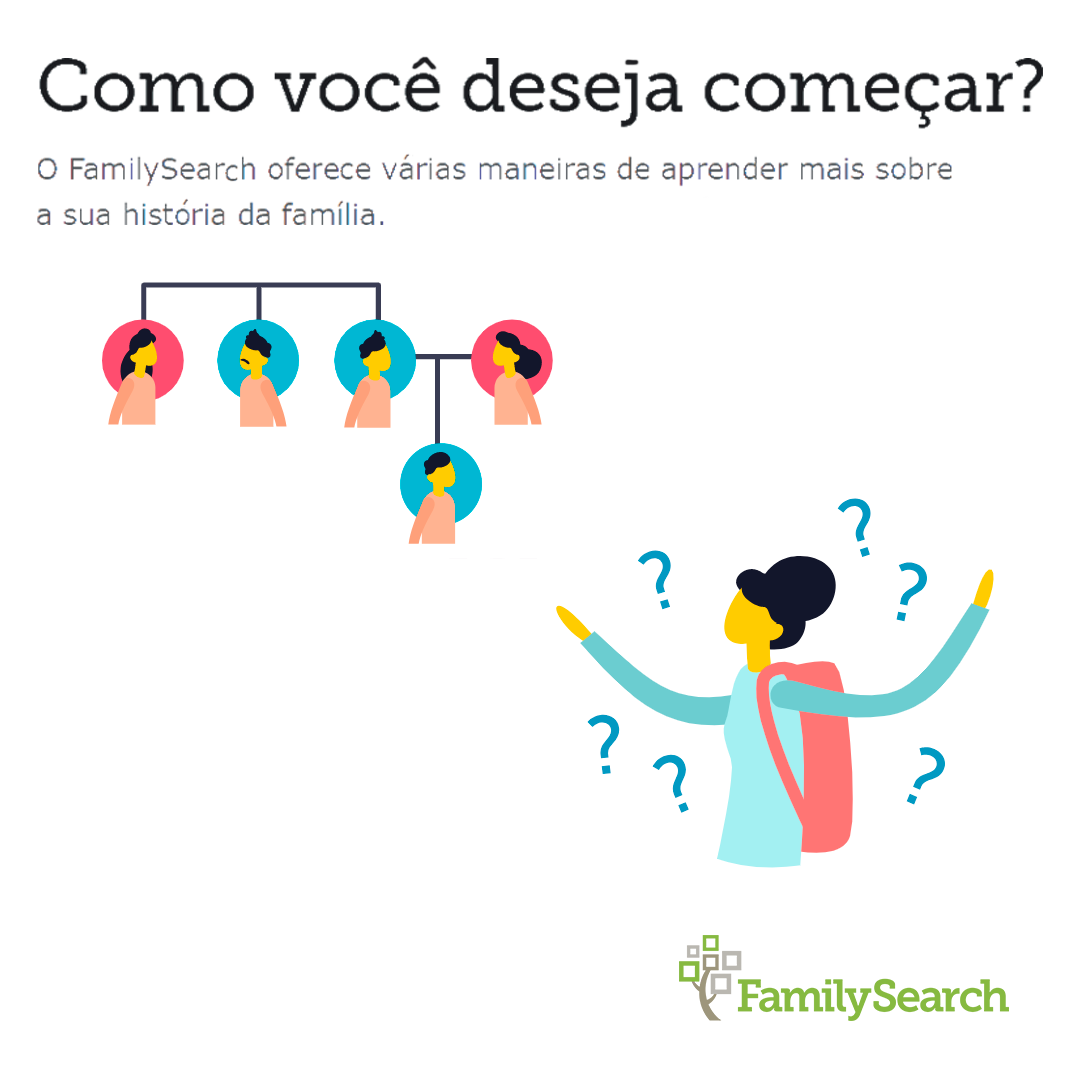 Como você deseja começar?
O FamilySearch oferece várias maneiras de aprender mais sobre
a sua história da família.
?
?
?
?
?
?
FamilySearch